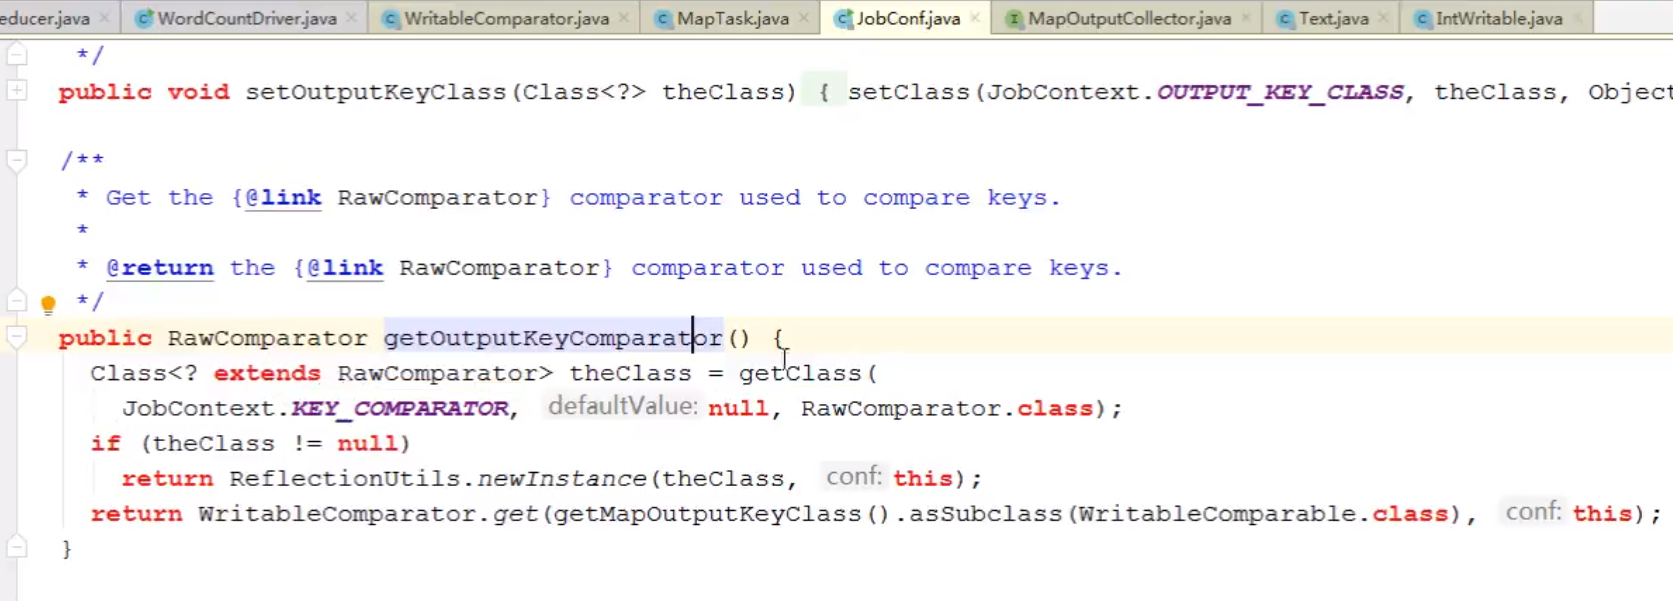 educer.java WordCountDriver.java WritableComparator.java MapTask.java JobConf.java MapOutputCollector.java Text.java IntWritable.java
*/
public void setOutputKeyClass(Class<?> theClass) { setClass(JobContext.OUTPUT_KEY_CLASS, theClass, Object
/**
* Get the {@link RawComparator} comparator used to compare keys.
*
* @return the {@link RawComparator} comparator used to compare keys.
*/
public RawComparator getOutputKeyComparator() {
Class<? extends RawComparator> theClass = getClass(
JobContext.KEY_COMPARATOR, defaultValue: null, RawComparator.class);
if (theClass != null)
return ReflectionUtils.newInstance(theClass, conf: this);
return WritableComparator.get(getMapOutputKeyClass().asSubclass(WritableComparable.class), conf: this);
}